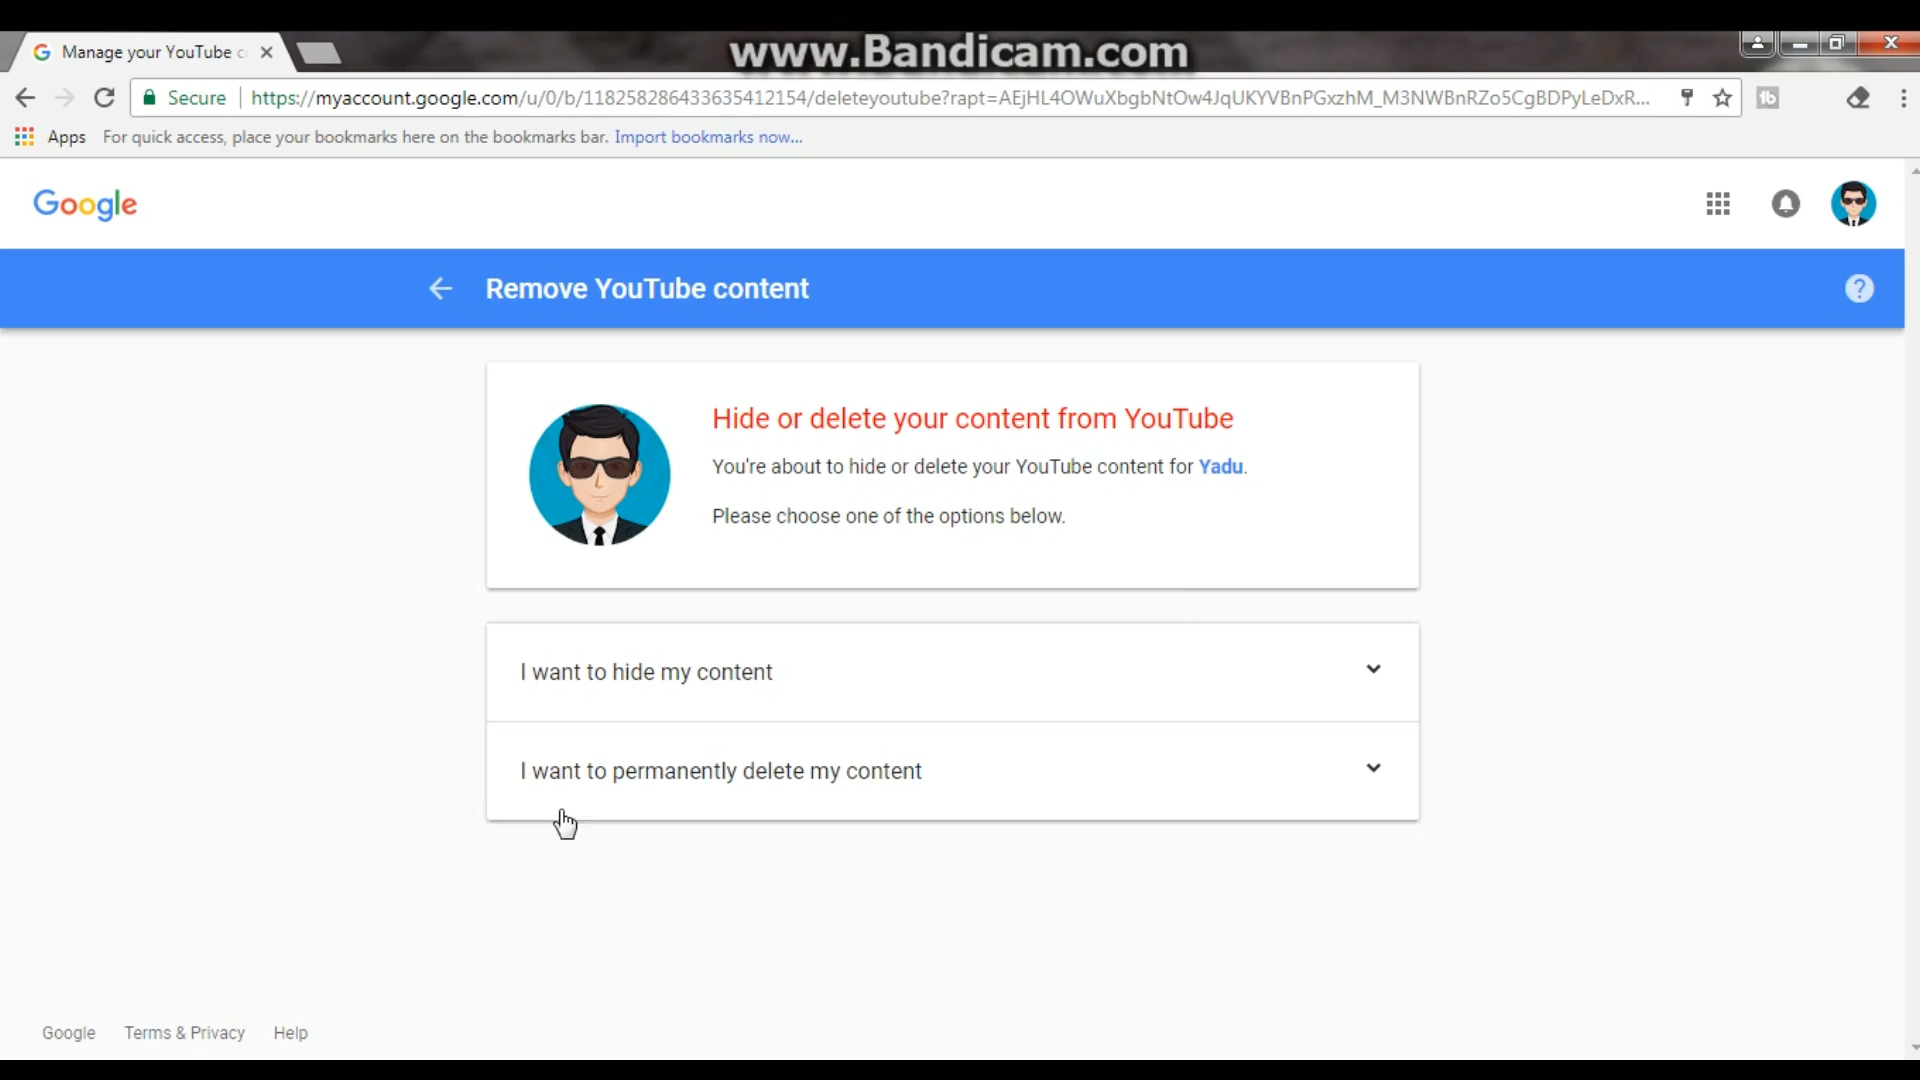 www.Bandicam.com
Manage your YouTube c
Secure
https://myaccount.google.com/u/0/b/118258286433635412154/deleteyoutube?rapt=AEjHL4OWuXbgbNtOw4JqUKYVBnPGxzhM_M3NWBnRZo5CgBDPyLeDxR...
Apps For quick access, place your bookmarks here on the bookmarks bar. Import bookmarks now...
Google
Remove YouTube content
Hide or delete your content from YouTube
You're about to hide or delete your YouTube content for Yadu.
Please choose one of the options below.
I want to hide my content
I want to permanently delete my content
Google Terms & Privacy Help